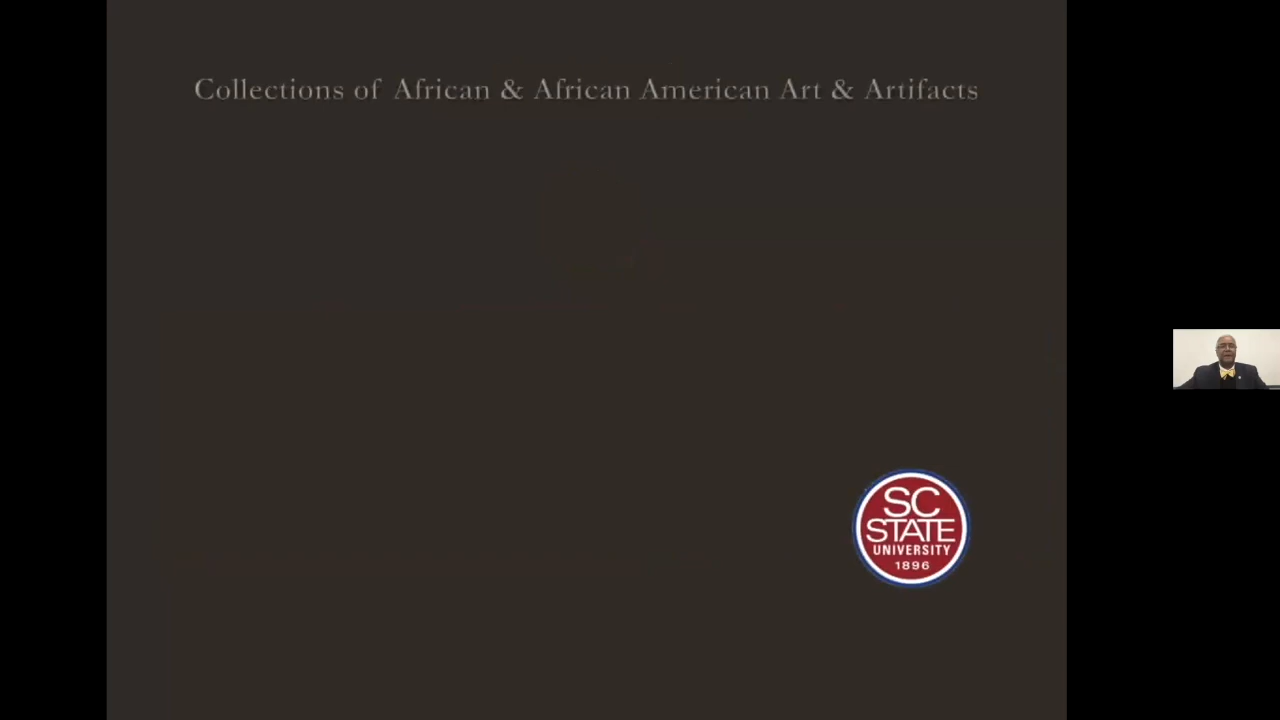 Collections of African & African American Art & Artifacts
SC
STATE
UNIVERSITY
1896